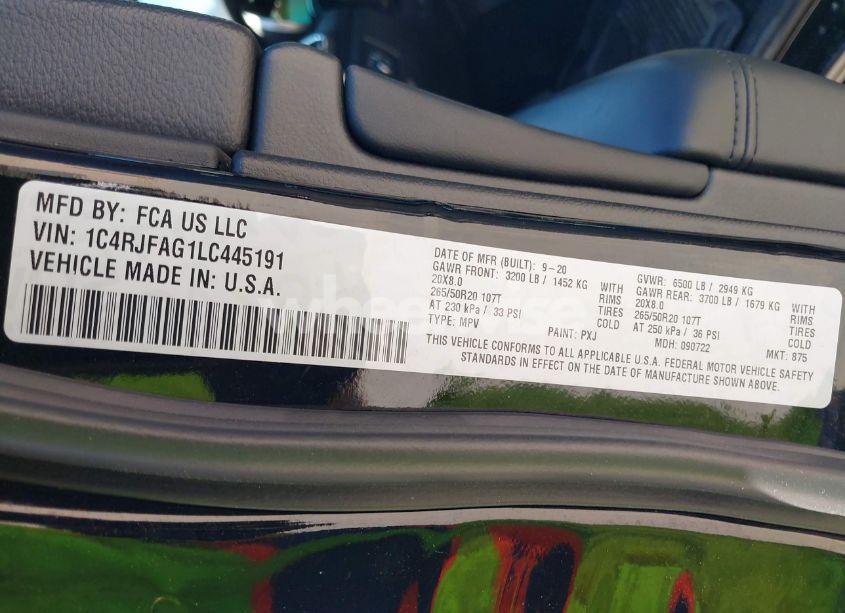 MFD BY: FCA US LLC
VIN: 1C4RJFAG1LC445191
VEHICLE MADE IN: U.S.A.
DATE OF MFR (BUILT): 9-20
GAWR FRONT: 3200 LB / 1452 KG WITH
20X8.0 RIMS
265/50R20 107T TIRES
AT 230 kPa / 33 PSI COLD
TYPE: MPV PAINT: PXJ
GVWR: 6500 LB / 2949 KG
GAWR REAR: 3700 LB / 1679 KG WITH
20X8.0 RIMS
265/50R20 107T TIRES
AT 250 kPa / 36 PSI COLD
MDH: 090722 MKT: 875
THIS VEHICLE CONFORMS TO ALL APPLICABLE U.S.A. FEDERAL MOTOR VEHICLE SAFETY
STANDARDS IN EFFECT ON THE DATE OF MANUFACTURE SHOWN ABOVE.